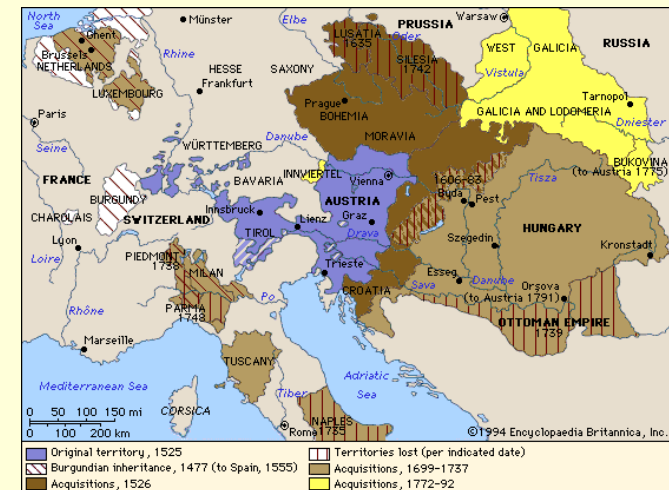 North
Sea
Münster
Elbe
PRUSSIA
Warsaw
Ghent
Brussels
NETHERLANDS
Rhine
LUSATIA
1635
Oder
SILESIA
1742
WEST
GALICIA
RUSSIA
HESSE
SAXONY
Frankfurt
Vistula
LUXEMBOURG
Prague
BOHEMIA
Tarnopol
GALICIA AND LODOMERIA
Paris
Dniester
MORAVIA
Seine
Danube
WÜRTTEMBERG
INNVIERTEL
BUKOVINA
(to Austria 1775)
BAVARIA
Vienna
1606-83
Tisza
FRANCE
AUSTRIA
BURGUNDY
Buda
Pest
SWITZERLAND
Innsbruck
Lienz
Graz
HUNGARY
CHAROLAIS
TIROL
Drava
Szegedin
Kronstadt
Lyon
Loire
PIEDMONT
1738
MILAN
Trieste
Esseg
Danube
Orsova
(to Austria 1791)
CROATIA
Sava
Po
Rhône
PARMA
1748
OTTOMAN EMPIRE
1739
Marseille
TUSCANY
Adriatic
Sea
Mediterranean Sea
CORSICA
Tiber
0 50 100 150 mi
0 100 200 km
Rome
NAPLES
1735
©1994 Encyclopaedia Britannica, Inc.
Original territory, 1525
Territories lost (per indicated date)
Burgundian inheritance, 1477 (to Spain, 1555)
Acquisitions, 1699-1737
Acquisitions, 1526
Acquisitions, 1772-92